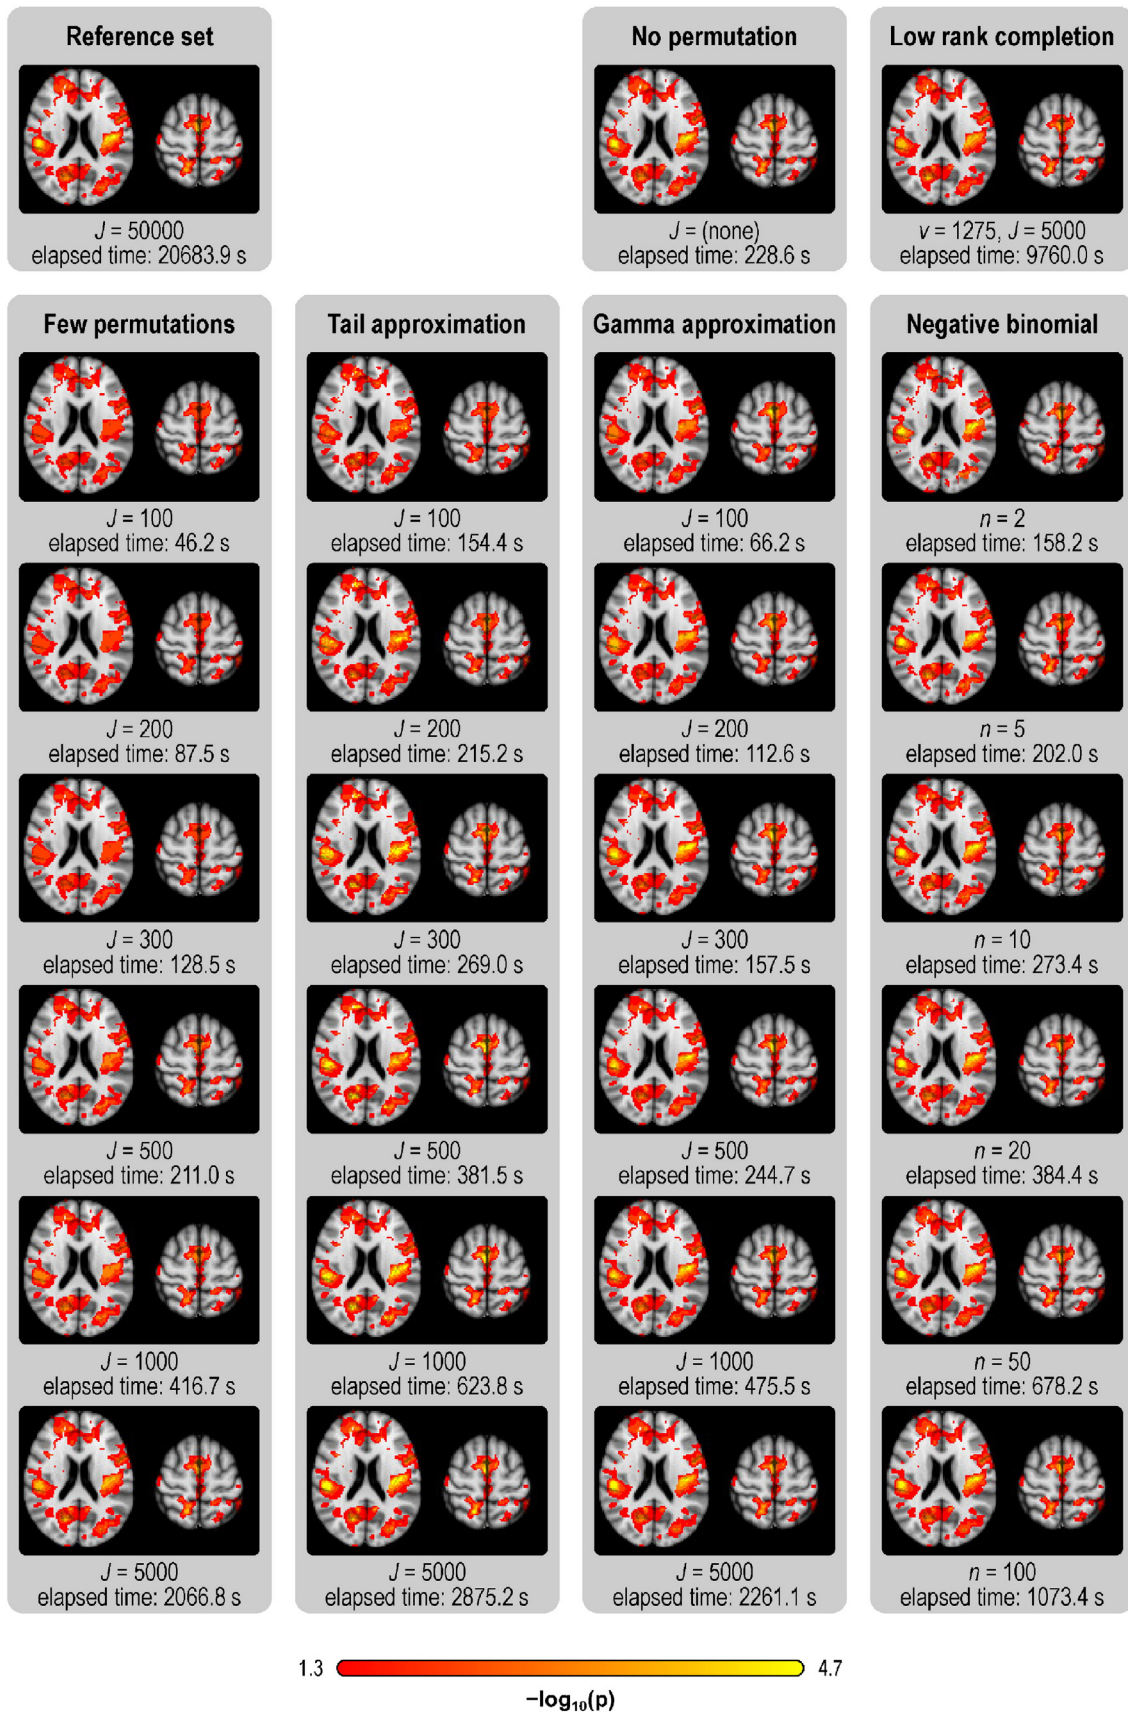 Reference set
J = 50000
elapsed time: 20683.9 s
No permutation
J = (none)
elapsed time: 228.6 s
Low rank completion
v = 1275, J = 5000
elapsed time: 9760.0 s
Few permutations
J = 100
elapsed time: 46.2 s
J = 200
elapsed time: 87.5 s
J = 300
elapsed time: 128.5 s
J = 500
elapsed time: 211.0 s
J = 1000
elapsed time: 416.7 s
J = 5000
elapsed time: 2066.8 s
Tail approximation
J = 100
elapsed time: 154.4 s
J = 200
elapsed time: 215.2 s
J = 300
elapsed time: 269.0 s
J = 500
elapsed time: 381.5 s
J = 1000
elapsed time: 623.8 s
J = 5000
elapsed time: 2875.2 s
Gamma approximation
J = 100
elapsed time: 66.2 s
J = 200
elapsed time: 112.6 s
J = 300
elapsed time: 157.5 s
J = 500
elapsed time: 244.7 s
J = 1000
elapsed time: 475.5 s
J = 5000
elapsed time: 2261.1 s
Negative binomial
n = 2
elapsed time: 158.2 s
n = 5
elapsed time: 202.0 s
n = 10
elapsed time: 273.4 s
n = 20
elapsed time: 384.4 s
n = 50
elapsed time: 678.2 s
n = 100
elapsed time: 1073.4 s
1.3 4.7
−log₁₀(p)